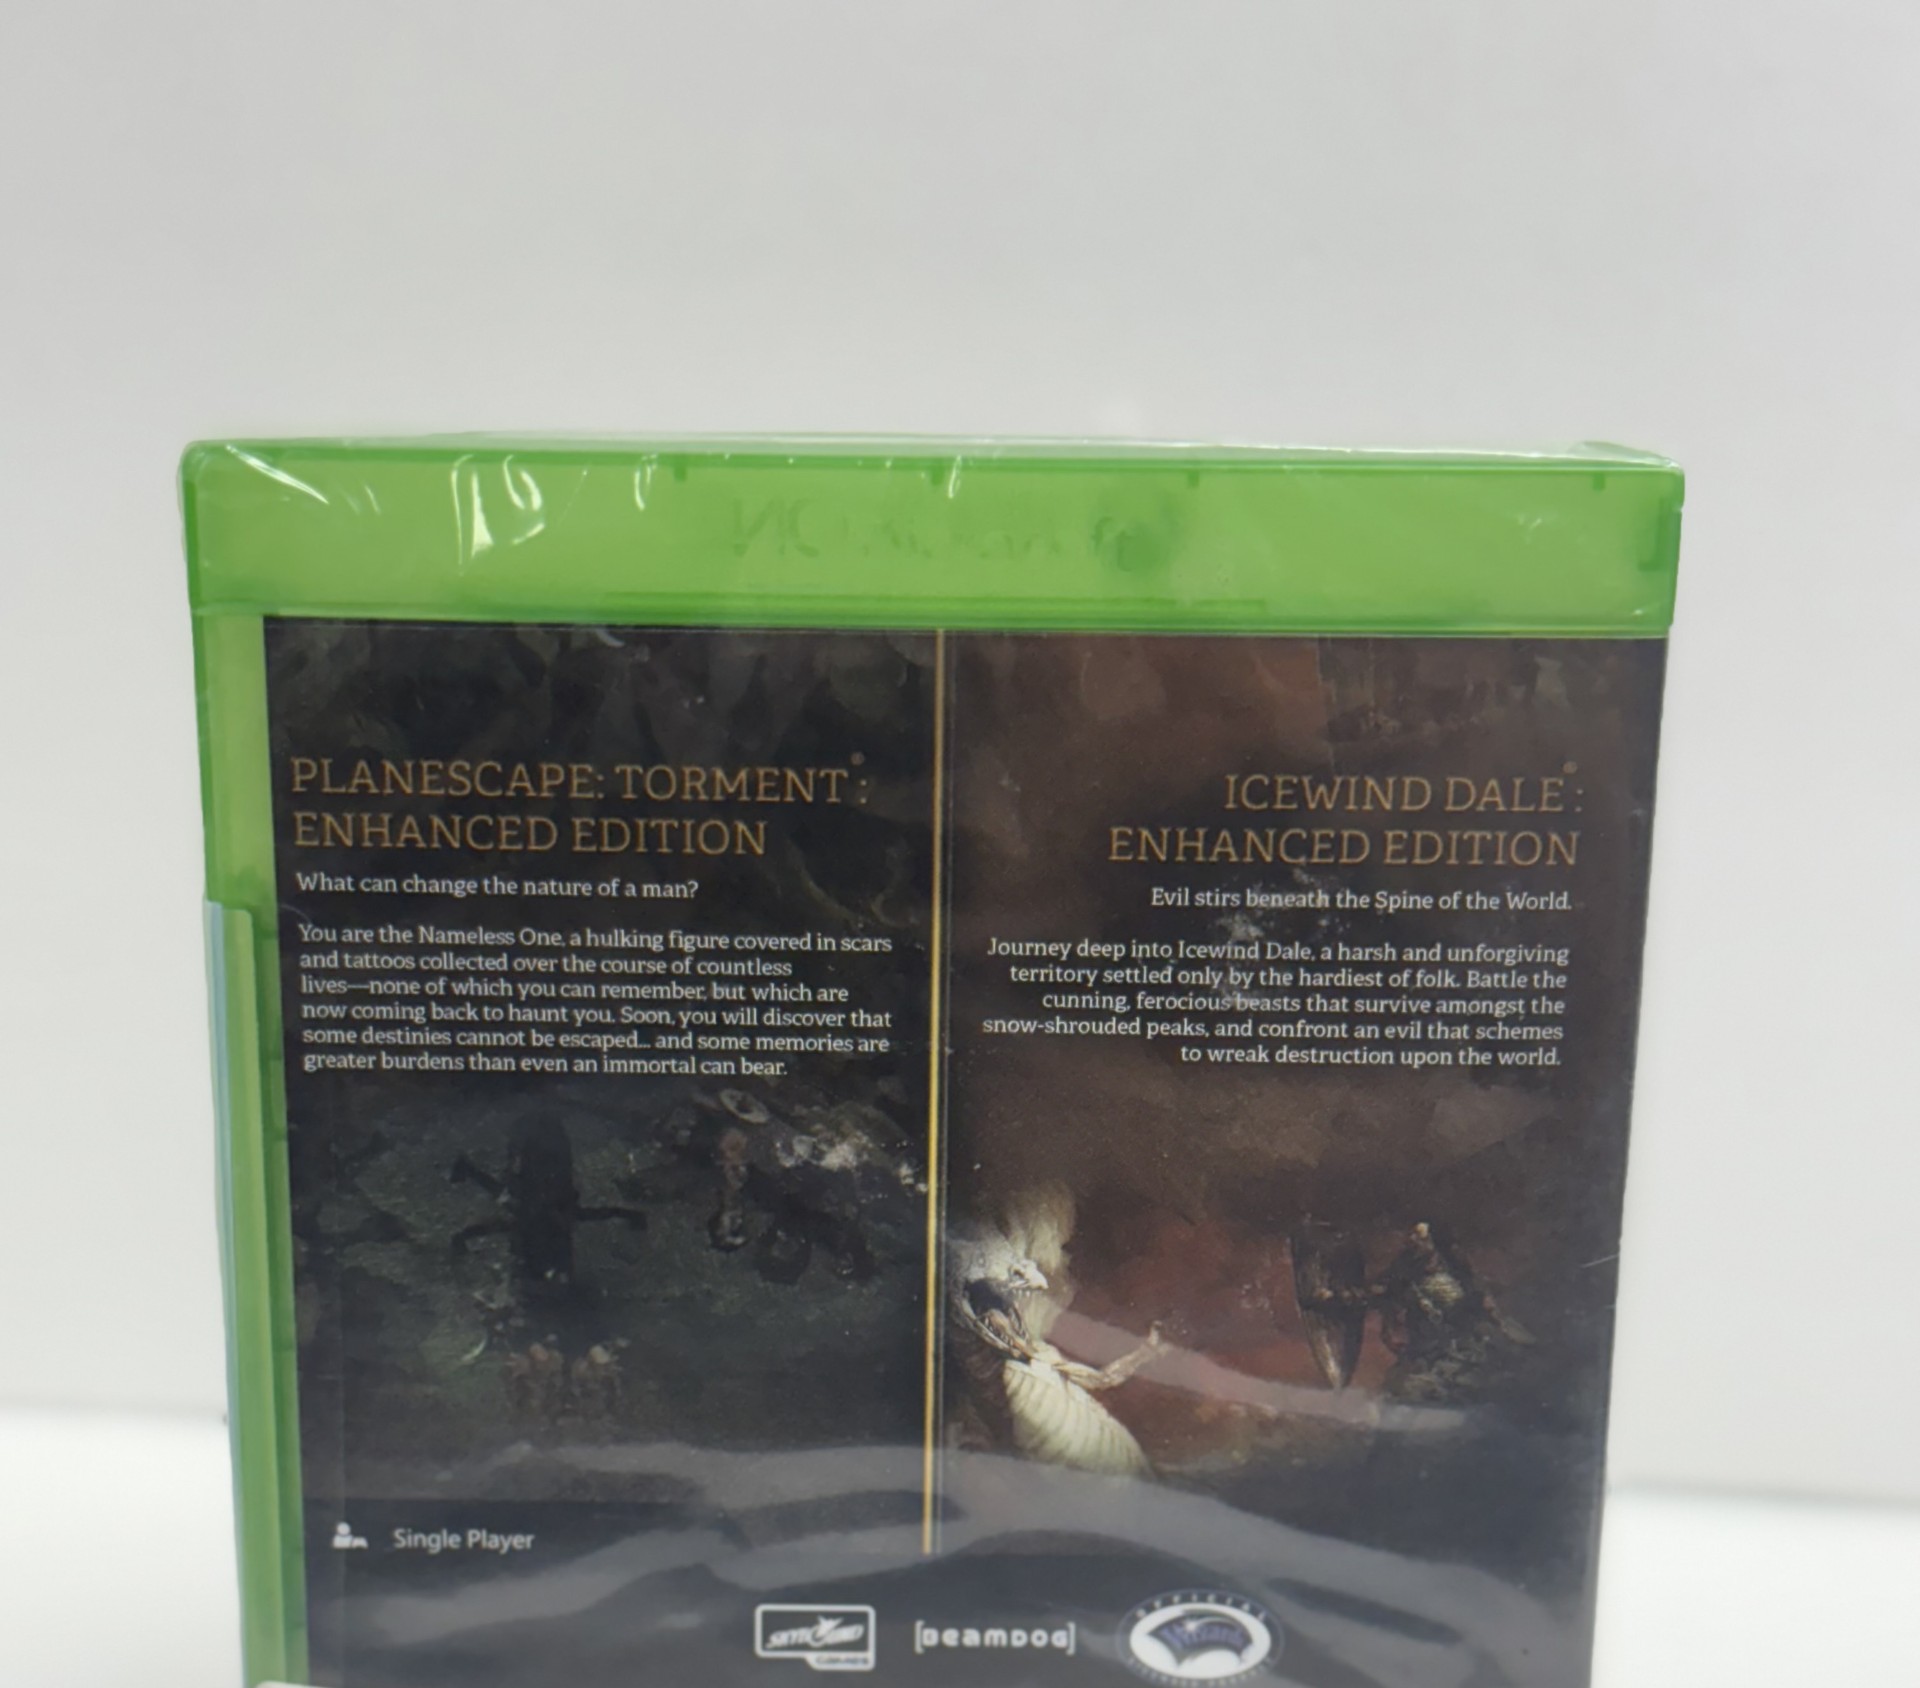 PLANESCAPE: TORMENT®:
ENHANCED EDITION
What can change the nature of a man?
You are the Nameless One, a hulking figure covered in scars
and tattoos collected over the course of countless
lives—none of which you can remember, but which are
now coming back to haunt you. Soon, you will discover that
some destinies cannot be escaped... and some memories are
greater burdens than even an immortal can bear.
ICEWIND DALE®:
ENHANCED EDITION
Evil stirs beneath the Spine of the World.
Journey deep into Icewind Dale, a harsh and unforgiving
territory settled only by the hardiest of folk. Battle the
cunning, ferocious beasts that survive amongst the
snow-shrouded peaks, and confront an evil that schemes
to wreak destruction upon the world.
Single Player
SKYBOUND
GAMES
[BEAMDOG]
OFFICIAL
Wizards